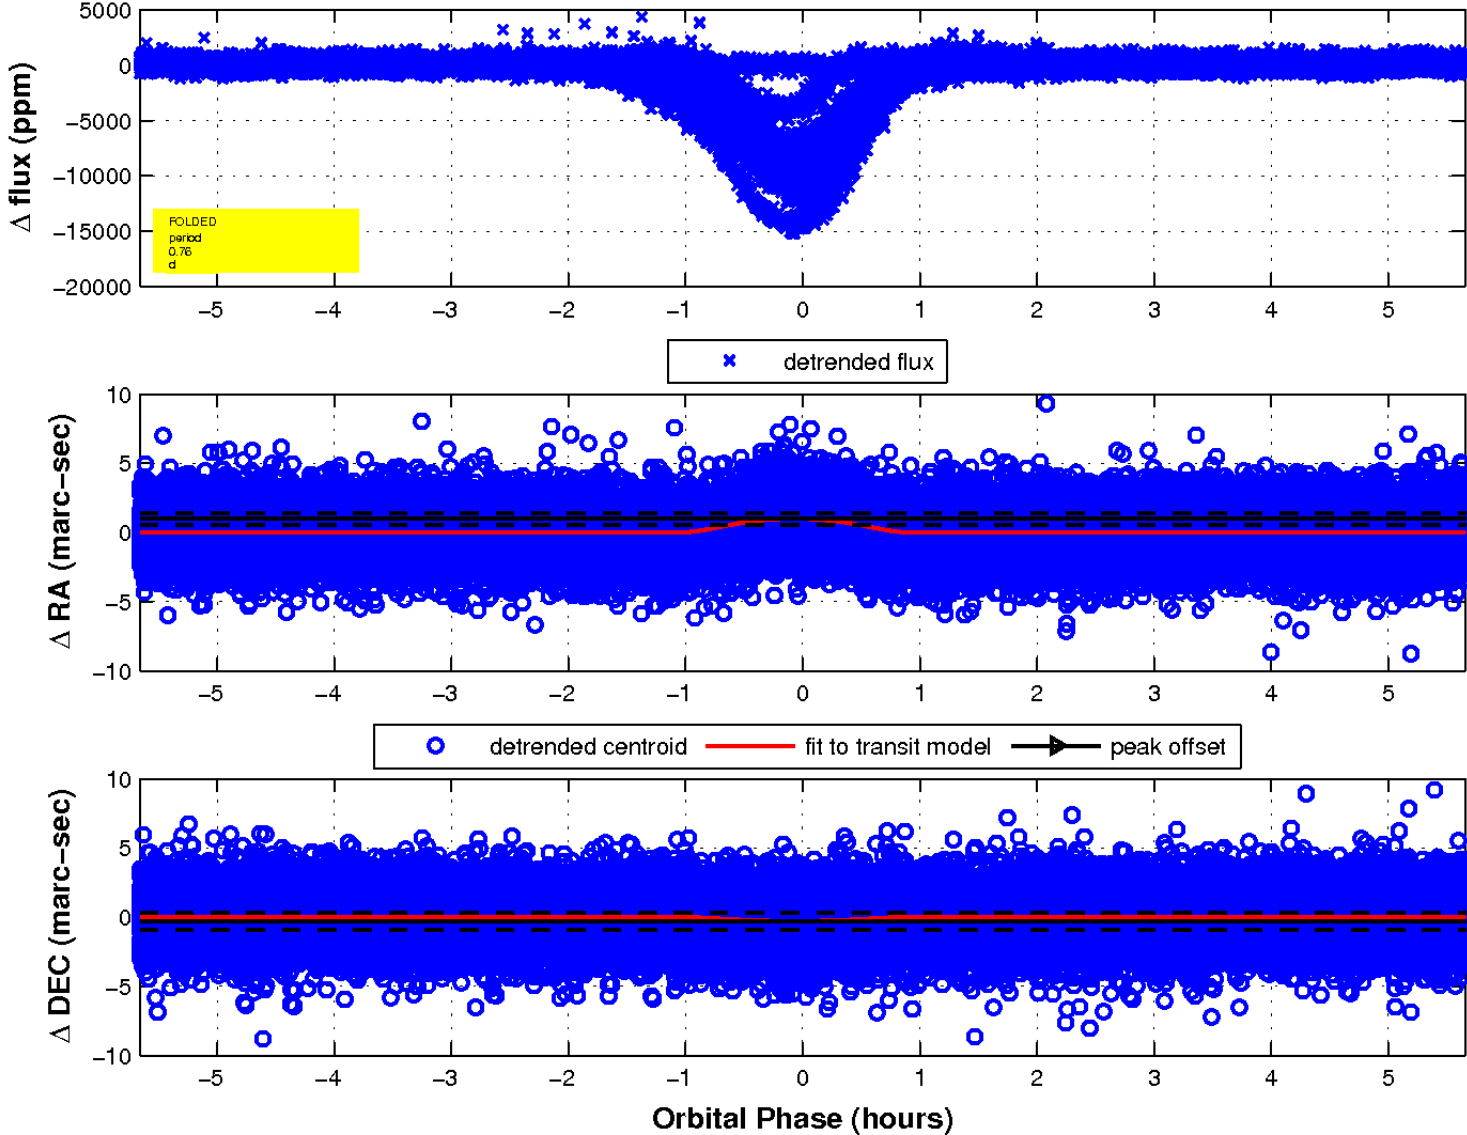 Δ flux (ppm)
5000
0
−5000
−10000
−15000
−20000
FOLDED
period
0.76
d
−5 −4 −3 −2 −1 0 1 2 3 4 5
detrended flux
Δ RA (marc−sec)
10
5
0
−5
−10
−5 −4 −3 −2 −1 0 1 2 3 4 5
detrended centroid fit to transit model peak offset
Δ DEC (marc−sec)
10
5
0
−5
−10
−5 −4 −3 −2 −1 0 1 2 3 4 5
Orbital Phase (hours)